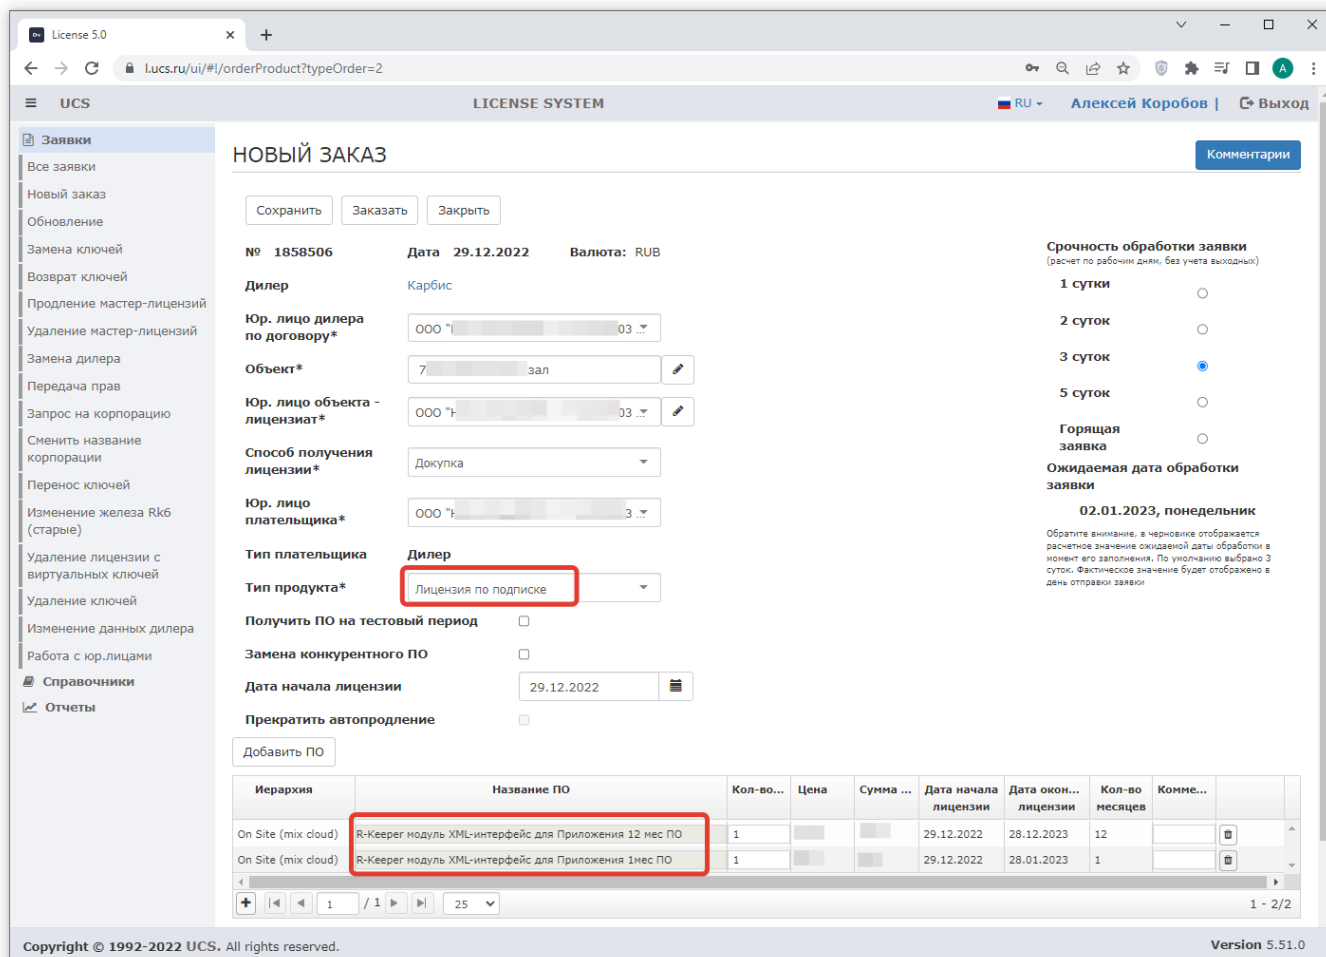 License 5.0
l.ucs.ru/ui/#!/orderProduct?typeOrder=2
A
UCS
LICENSE SYSTEM
RU
Алексей Коробов |
Выход
Заявки
Все заявки
Новый заказ
Обновление
Замена ключей
Возврат ключей
Продление мастер-лицензий
Удаление мастер-лицензий
Замена дилера
Передача прав
Запрос на корпорацию
Сменить название
корпорации
Перенос ключей
Изменение железа Rk6
(старые)
Удаление лицензии с
виртуальных ключей
Удаление ключей
Изменение данных дилера
Работа с юр.лицами
Справочники
Отчеты
НОВЫЙ ЗАКАЗ
Комментарии
Сохранить
Заказать
Закрыть
№ 1858506
Дата 29.12.2022
Валюта: RUB
Дилер
Карбис
Юр. лицо дилера
по договору*
ООО "
03 ...
Объект*
7
зал
Юр. лицо объекта -
лицензиат*
ООО "Н
03 ...
Способ получения
лицензии*
Докупка
Юр. лицо
плательщика*
ООО "Н
3 ...
Тип плательщика
Дилер
Тип продукта*
Лицензия по подписке
Получить ПО на тестовый период
Замена конкурентного ПО
Дата начала лицензии
29.12.2022
Прекратить автопродление
Срочность обработки заявки
(расчет по рабочим дням, без учета выходных)
1 сутки
2 суток
3 суток
5 суток
Горящая
заявка
Ожидаемая дата обработки
заявки
02.01.2023, понедельник
Обратите внимание, в черновике отображается
расчетное значение ожидаемой даты обработки в
момент его заполнения. По умолчанию выбрано 3
суток. Фактическое значение будет отображено в
день отправки заявки
Добавить ПО
Иерархия
Название ПО
Кол-во...
Цена
Сумма ...
Дата начала
лицензии
Дата окон...
лицензии
Кол-во
месяцев
Комме...
On Site (mix cloud)
R-Keeper модуль XML-интерфейс для Приложения 12 мес ПО
1
29.12.2022
28.12.2023
12
On Site (mix cloud)
R-Keeper модуль XML-интерфейс для Приложения 1мес ПО
1
29.12.2022
28.01.2023
1
1
/ 1
25
1 - 2/2
Copyright © 1992-2022 UCS. All rights reserved.
Version 5.51.0